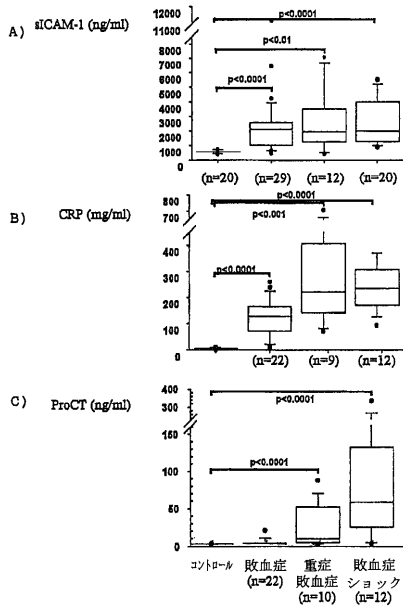 A) sICAM-1 (ng/ml)
12000
11000
8000
7000
6000
5000
4000
3000
2000
1000
0
p<0.0001
p<0.01
p<0.0001
(n=20) (n=29) (n=12) (n=20)
B) CRP (mg/ml)
800
700
400
300
200
100
0
p<0.0001
p<0.001
p<0.0001
(n=22) (n=9) (n=12)
C) ProCT (ng/ml)
400
300
150
100
50
0
p<0.0001
p<0.0001
コントロール 敗血症 重症 敗血症
(n=22) 敗血症 ショック
(n=10) (n=12)